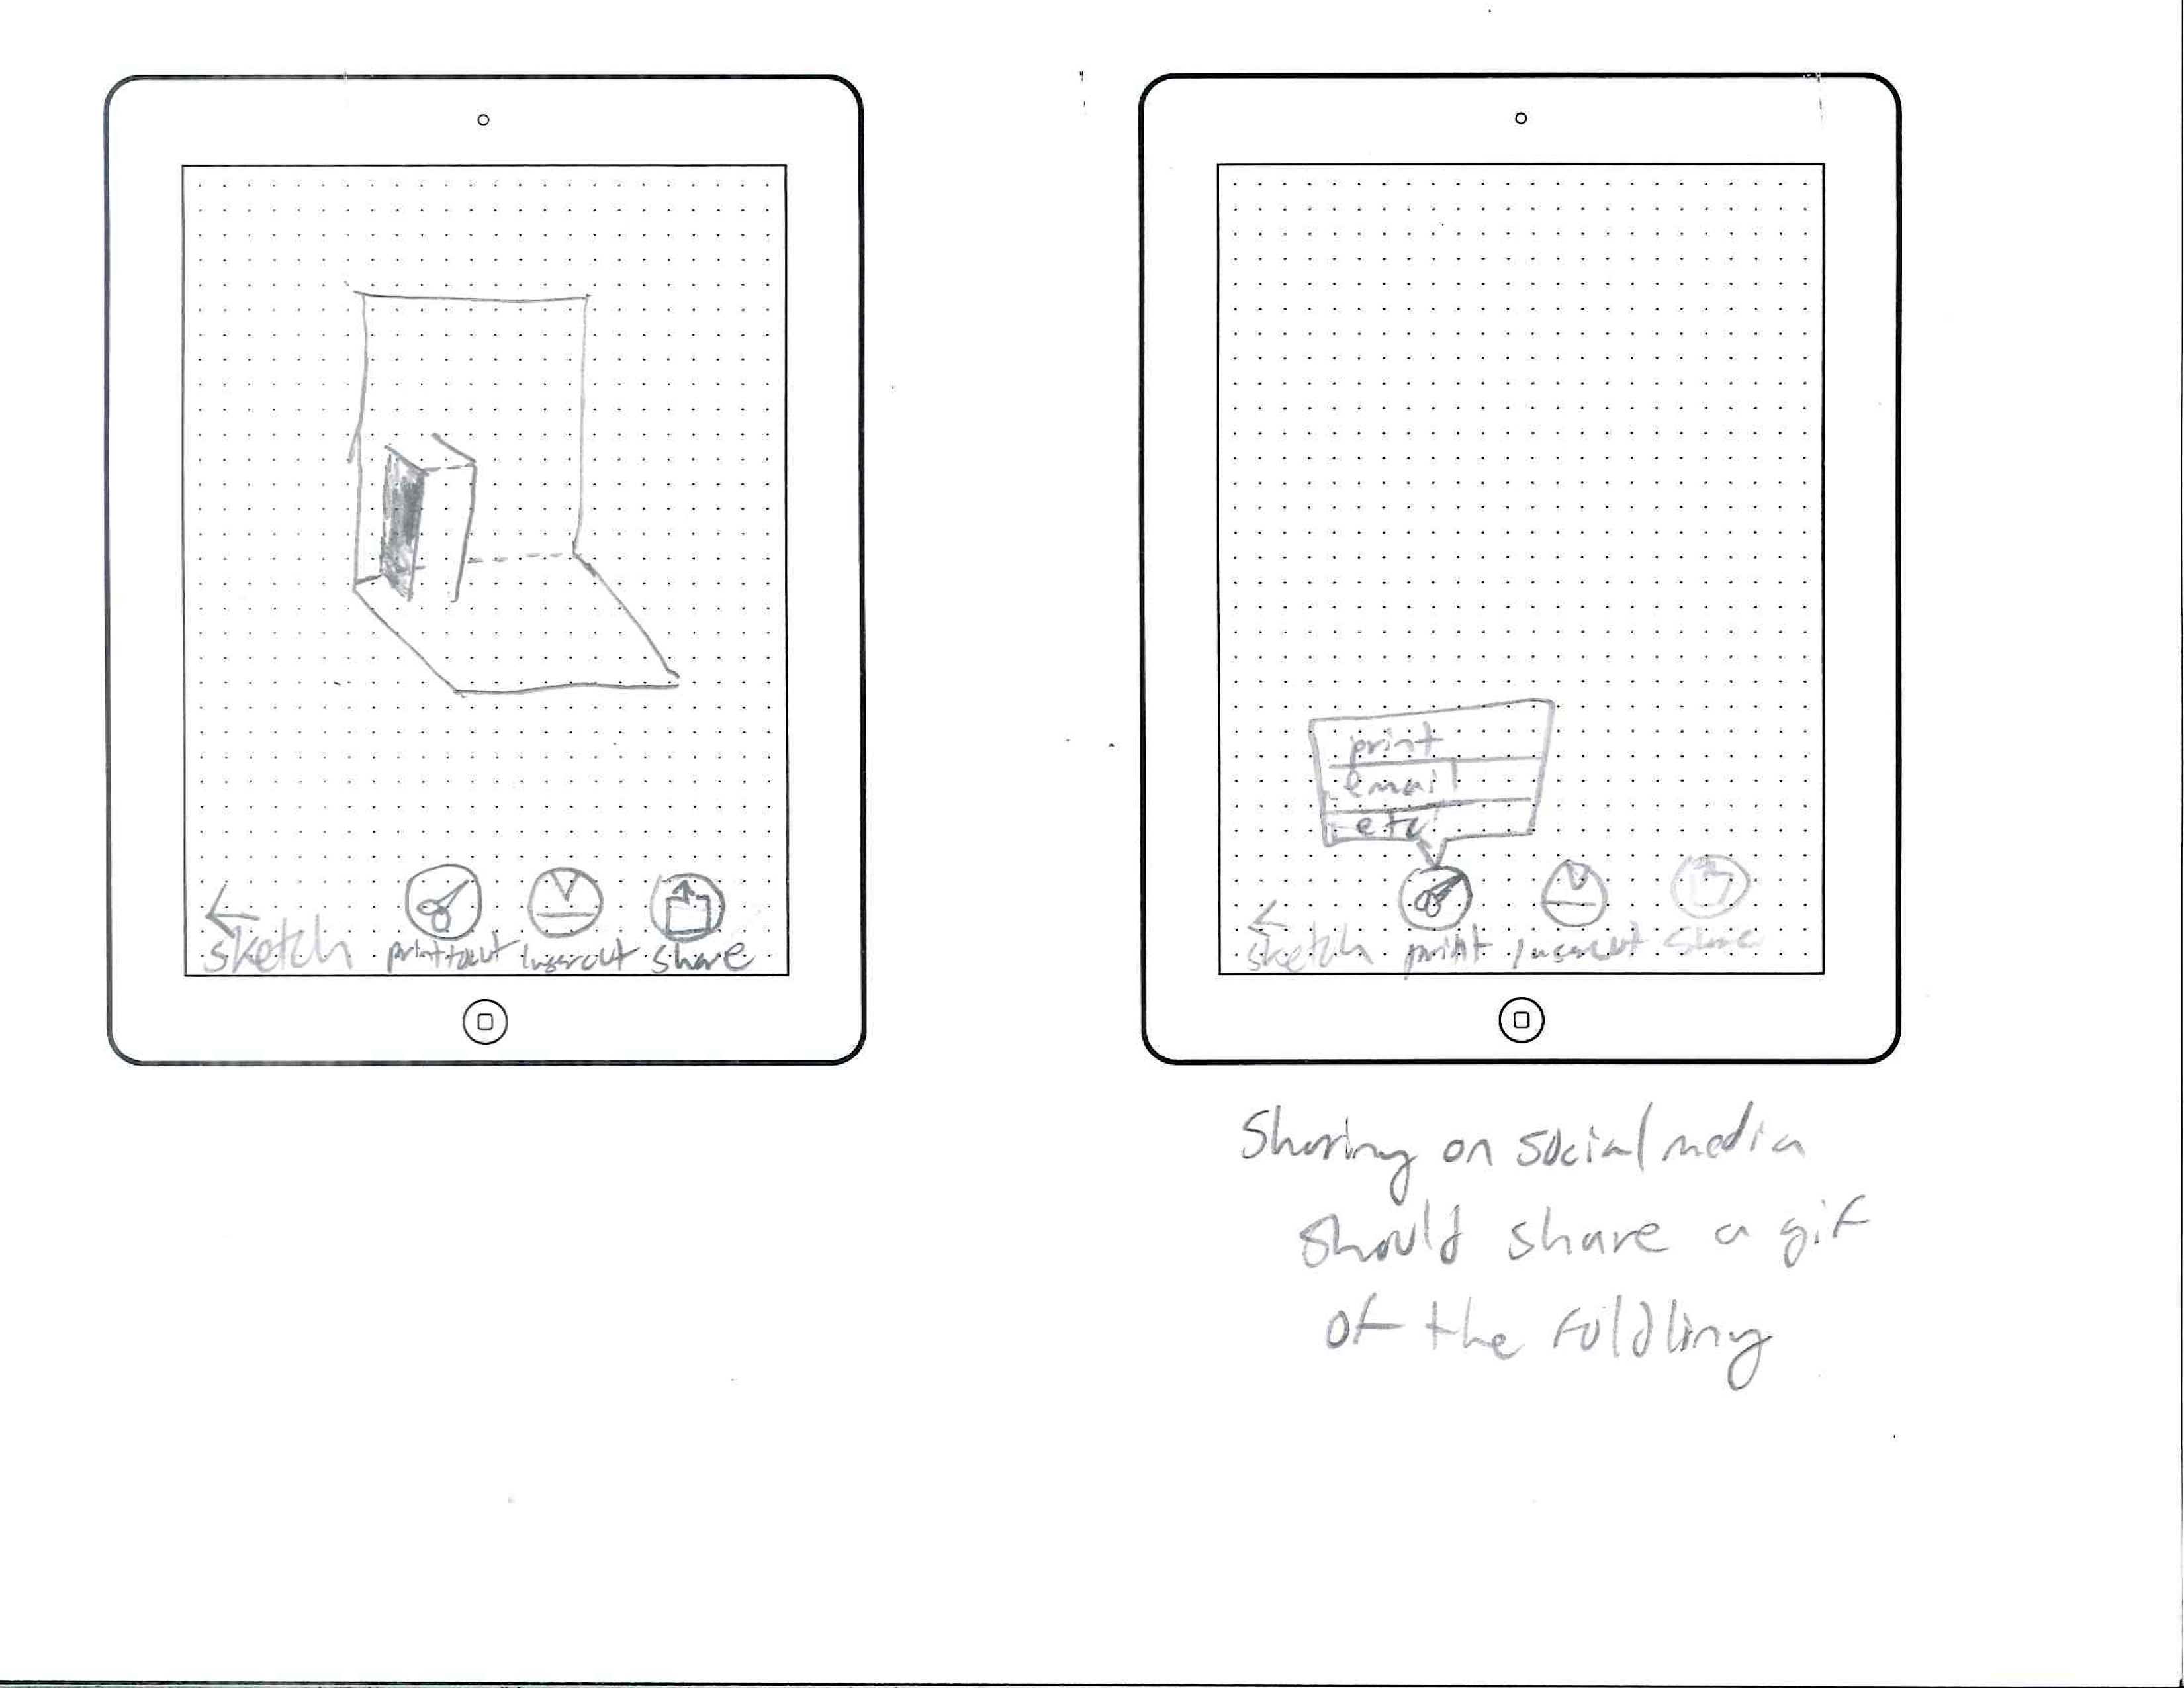 sketch print+cut lasercut share
print
email
etc
sketch print lasercut share
Sharing on social media
should share a gif
of the foldling